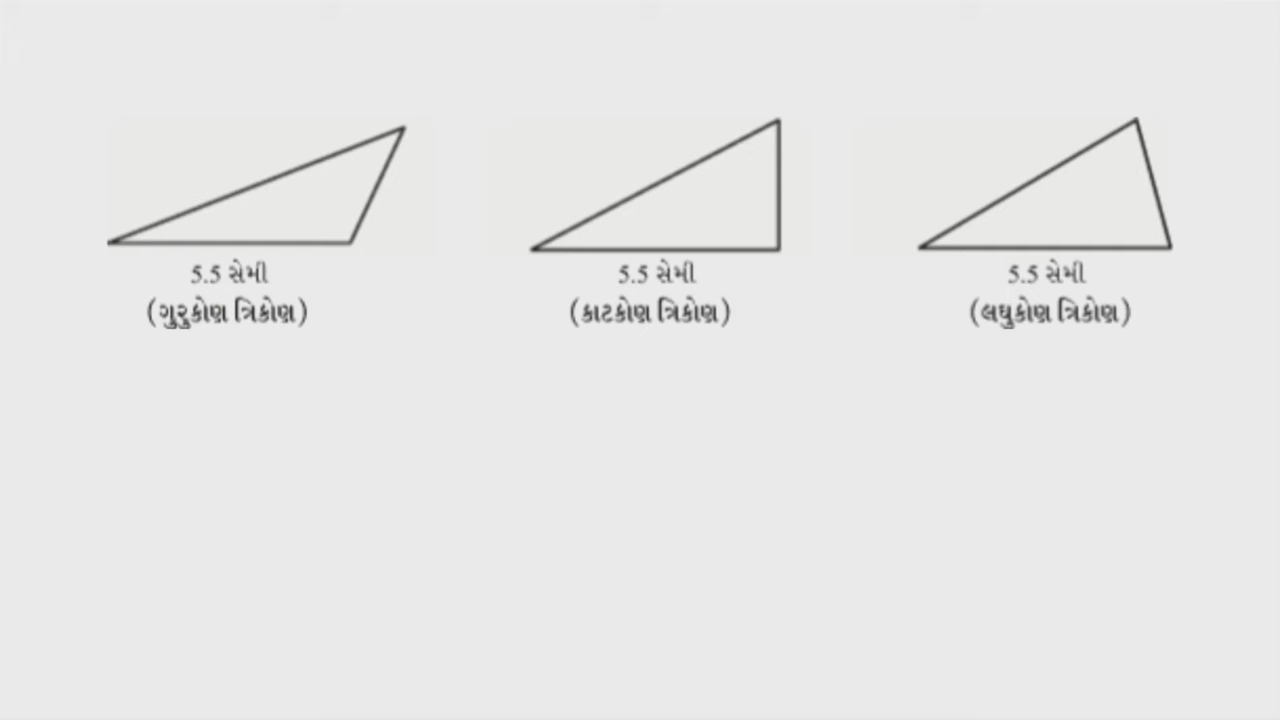 5.5 સેમી
(ગુરુકોણ ત્રિકોણ)
5.5 સેમી
(કાટકોણ ત્રિકોણ)
5.5 સેમી
(લઘુકોણ ત્રિકોણ)